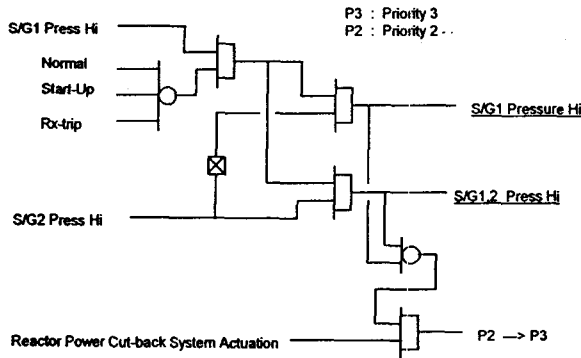 P3 : Priority 3
P2 : Priority 2
S/G1 Press Hi
Normal
Start-Up
Rx-trip
S/G1 Pressure Hi
S/G1,2 Press Hi
S/G2 Press Hi
Reactor Power Cut-back System Actuation
P2 —> P3